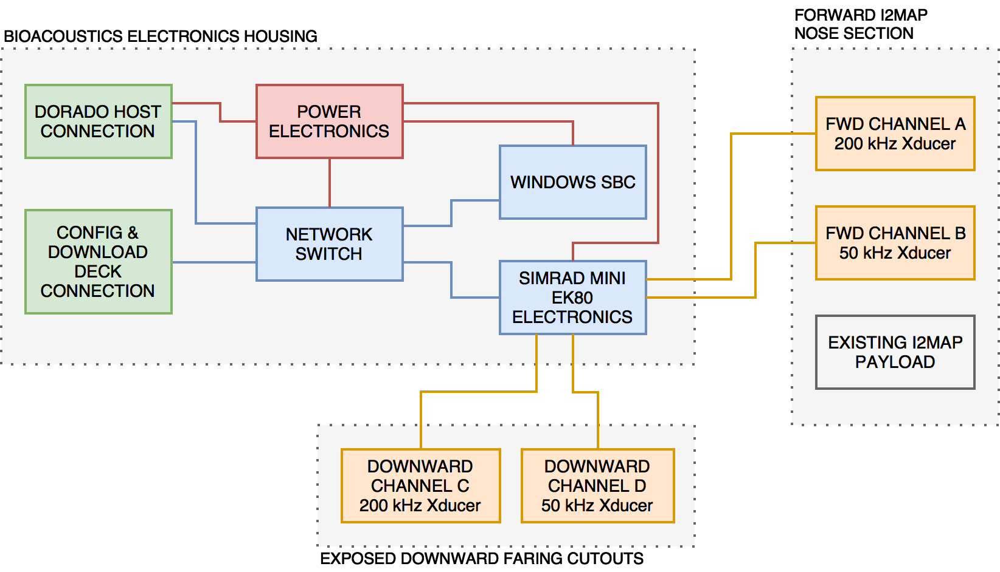 FORWARD I2MAP
NOSE SECTION
BIOACOUSTICS ELECTRONICS HOUSING
DORADO HOST
CONNECTION
POWER
ELECTRONICS
WINDOWS SBC
CONFIG &
DOWNLOAD
DECK
CONNECTION
NETWORK
SWITCH
SIMRAD MINI
EK80
ELECTRONICS
FWD CHANNEL A
200 kHz Xducer
FWD CHANNEL B
50 kHz Xducer
EXISTING I2MAP
PAYLOAD
DOWNWARD
CHANNEL C
200 kHz Xducer
DOWNWARD
CHANNEL D
50 kHz Xducer
EXPOSED DOWNWARD FARING CUTOUTS